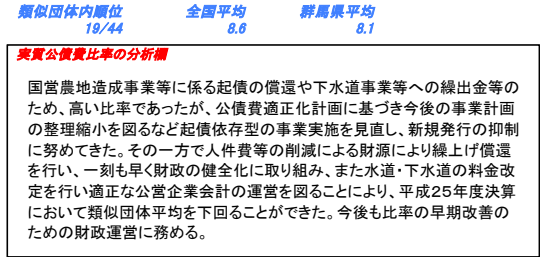 類似団体内順位 全国平均 群馬県平均
19/44 8.6 8.1
実質公債費比率の分析欄
国営農地造成事業等に係る起債の償還や下水道事業等への繰出金等の
ため、高い比率であったが、公債費適正化計画に基づき今後の事業計画
の整理縮小を図るなど起債依存型の事業実施を見直し、新規発行の抑制
に努めてきた。その一方で人件費等の削減による財源により繰上げ償還
を行い、一刻も早く財政の健全化に取り組み、また水道・下水道の料金改
定を行い適正な公営企業会計の運営を図ることにより、平成25年度決算
において類似団体平均を下回ることができた。今後も比率の早期改善の
ための財政運営に務める。